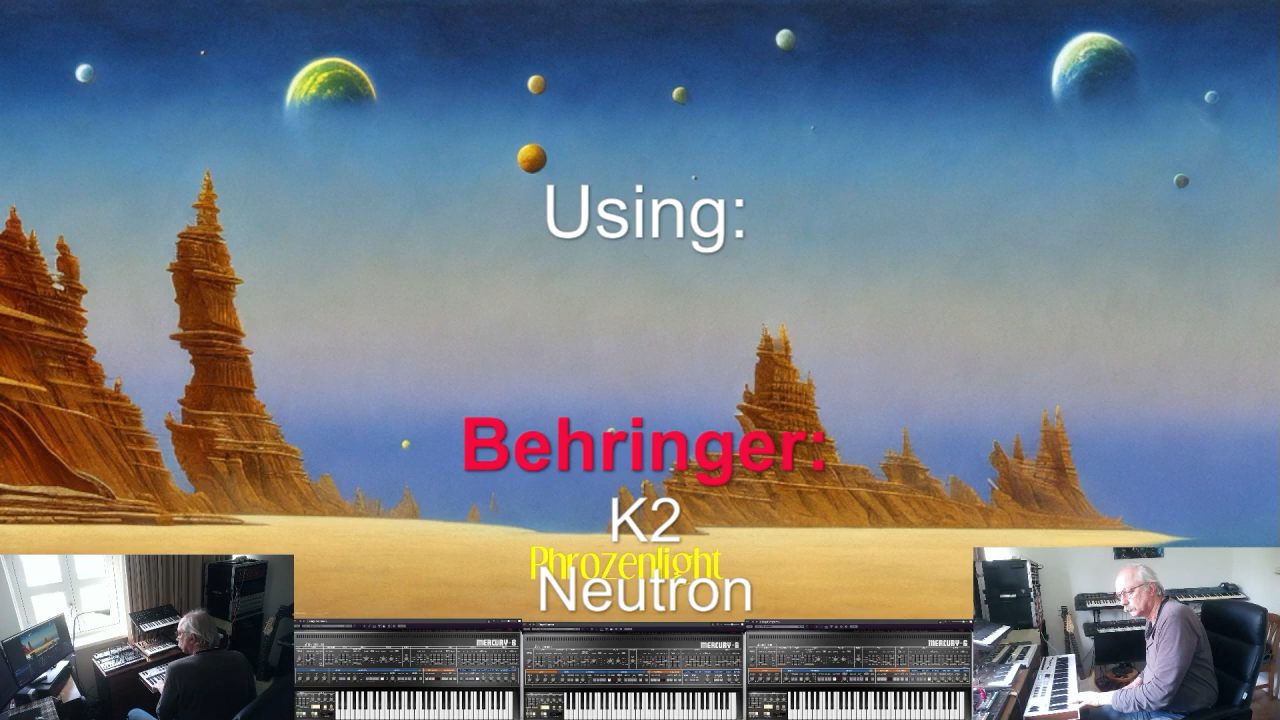 Using:
Behringer:
K2
Phrozenlight
Neutron
MERCURY-6
MERCURY-6
MERCURY-6